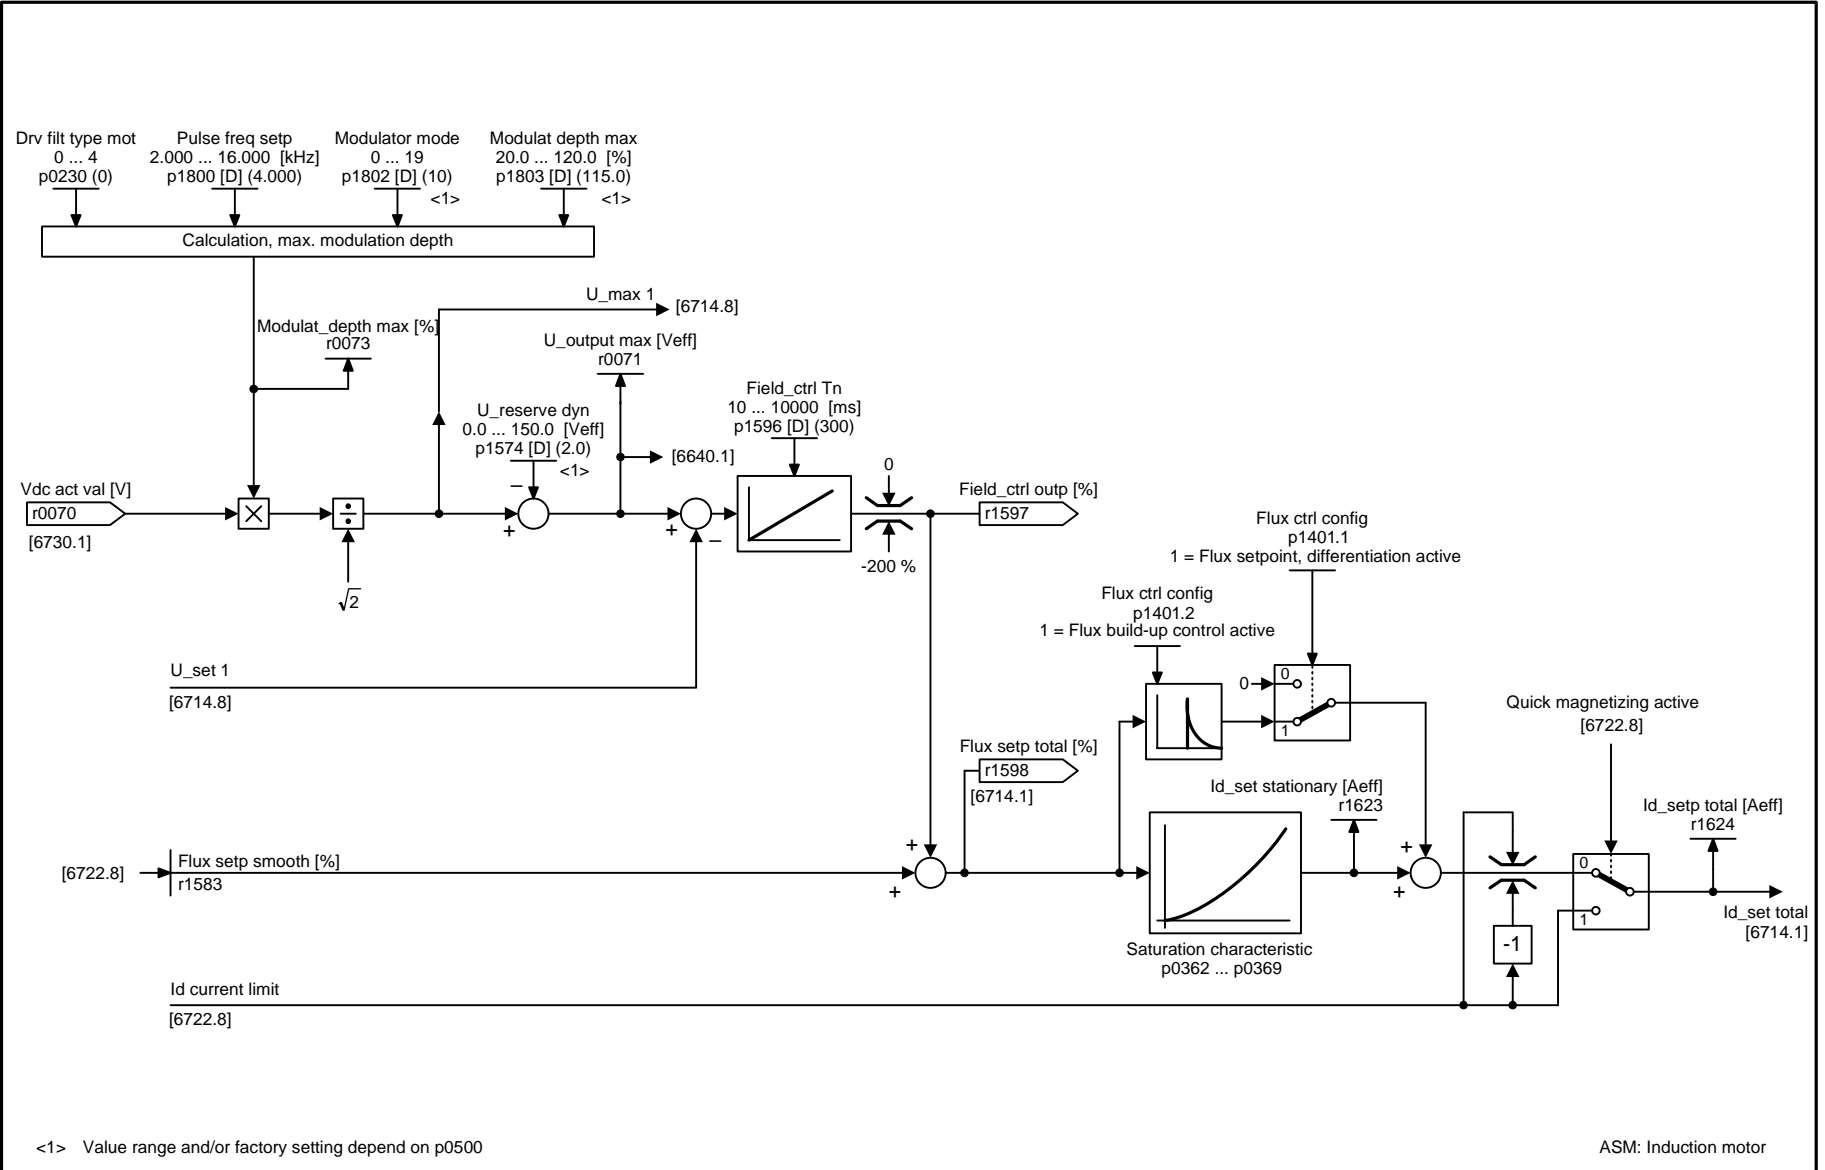 Drv filt type mot
0 ... 4
p0230 (0)
Pulse freq setp
2.000 ... 16.000 [kHz]
p1800 [D] (4.000)
Modulator mode
0 ... 19
p1802 [D] (10)
<1>
Modulat depth max
20.0 ... 120.0 [%]
p1803 [D] (115.0)
<1>
Calculation, max. modulation depth
U_max 1
[6714.8]
Modulat_depth max [%]
r0073
U_output max [Veff]
r0071
U_reserve dyn
0.0 ... 150.0 [Veff]
p1574 [D] (2.0)
<1>
[6640.1]
Field_ctrl Tn
10 ... 10000 [ms]
p1596 [D] (300)
0
-200 %
Field_ctrl outp [%]
r1597
Vdc act val [V]
r0070
[6730.1]
×
÷
√2
+
−
+
−
Flux ctrl config
p1401.1
1 = Flux setpoint, differentiation active
Flux ctrl config
p1401.2
1 = Flux build-up control active
0
0
1
U_set 1
[6714.8]
Quick magnetizing active
[6722.8]
Flux setp total [%]
r1598
[6714.1]
Id_set stationary [Aeff]
r1623
Id_setp total [Aeff]
r1624
[6722.8]
Flux setp smooth [%]
r1583
+
+
+
+
0
1
Id_set total
[6714.1]
-1
Saturation characteristic
p0362 ... p0369
Id current limit
[6722.8]
<1> Value range and/or factory setting depend on p0500
ASM: Induction motor